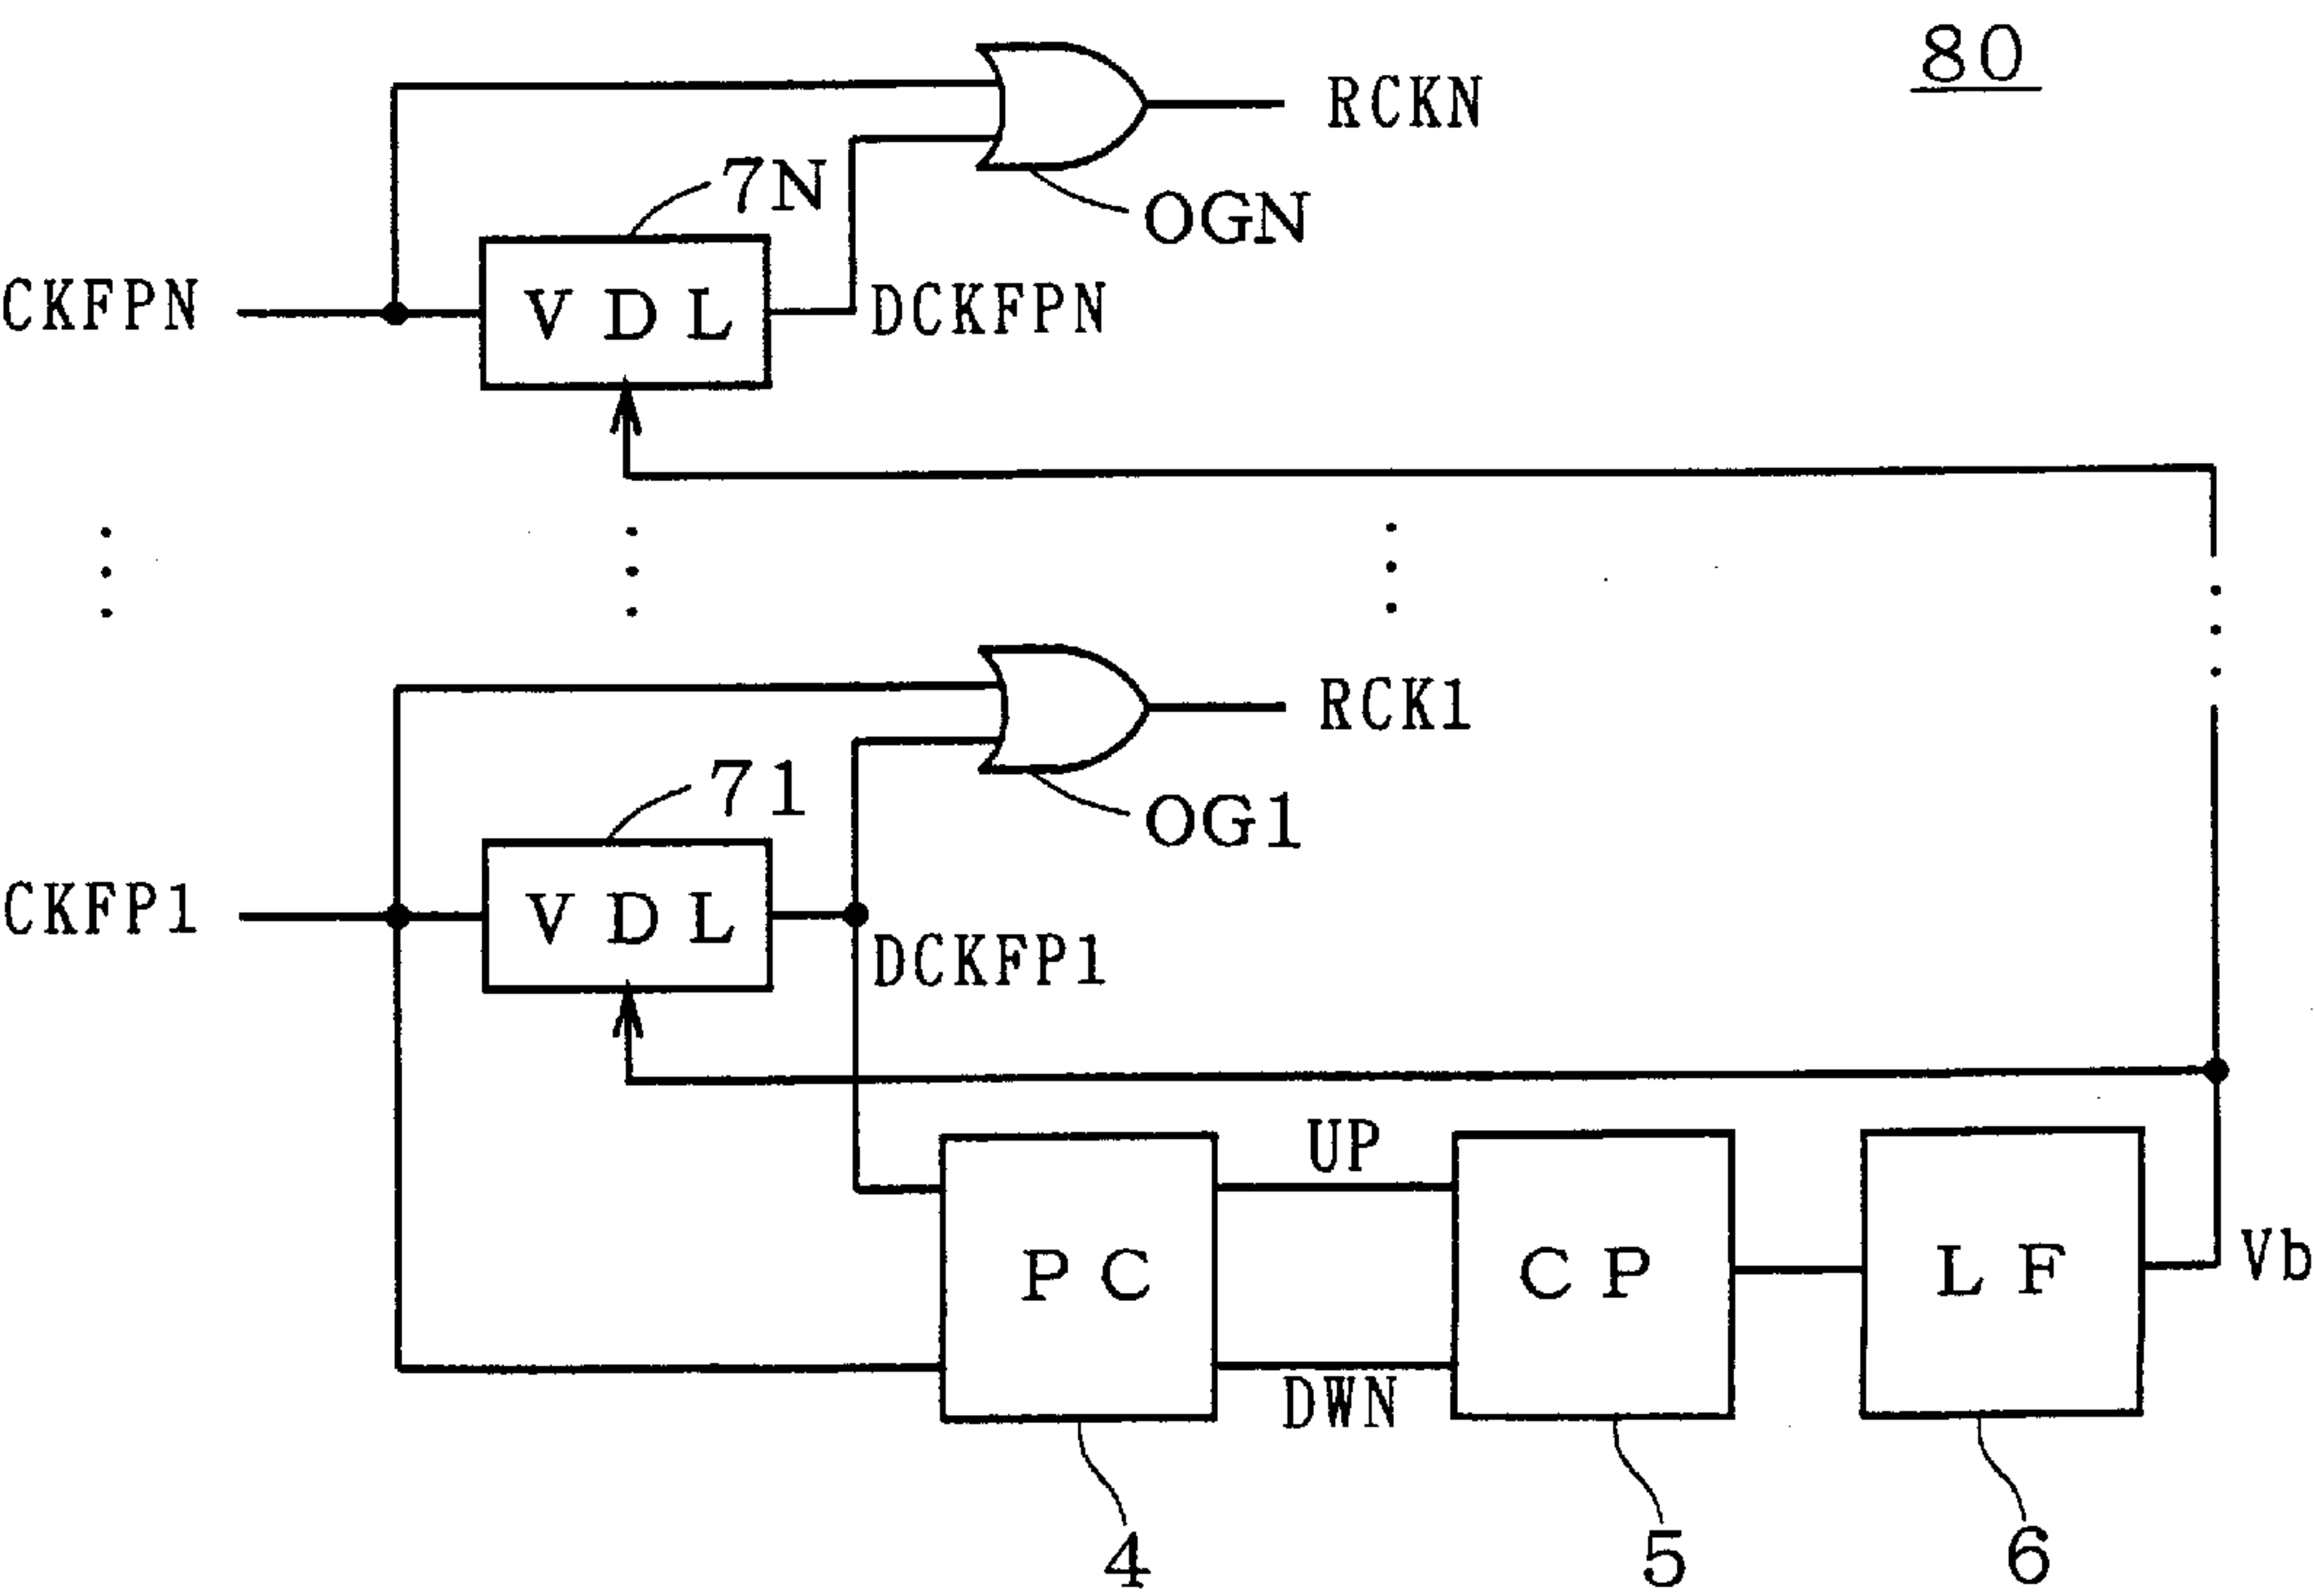 80
RCKN
7N
OGN
CKFPN
V D L
DCKFPN
RCK1
71
OG1
CKFP1
V D L
DCKFP1
UP
P C
C P
L F
Vb
DWN
4
5
6